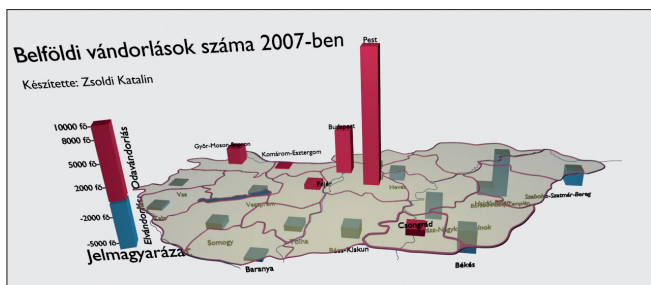 Belföldi vándorlások száma 2007-ben
Készítette: Zsoldi Katalin
Pest
Budapest
Győr-Moson-Sopron
Komárom-Esztergom
Fejér
Heves
Vas
Veszprém
Zala
Szabolcs-Szatmár-Bereg
Csongrád
Somogy
Tolna
Bács-Kiskun
Baranya
Békés
10000 fő
8000 fő
5000 fő
2000 fő
-2000 fő
-5000 fő
Odavándorlás
Elvándorlás
Jelmagyaráza